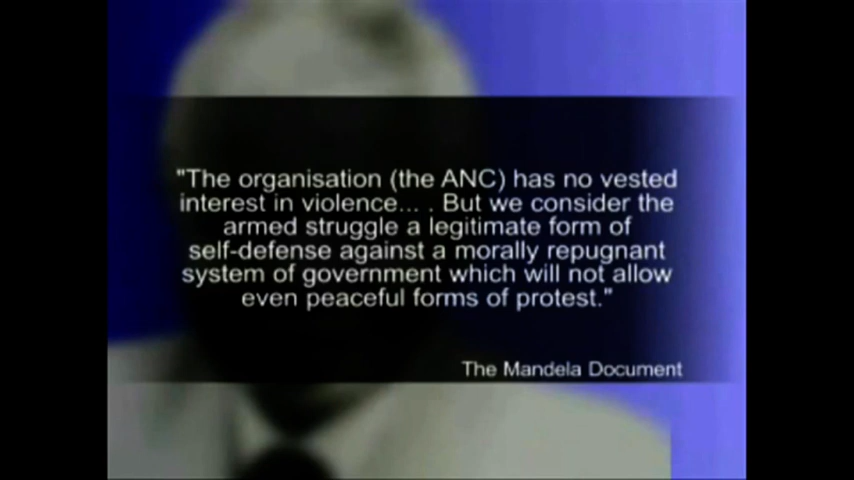 "The organisation (the ANC) has no vested
interest in violence... . But we consider the
armed struggle a legitimate form of
self-defense against a morally repugnant
system of government which will not allow
even peaceful forms of protest."
The Mandela Document